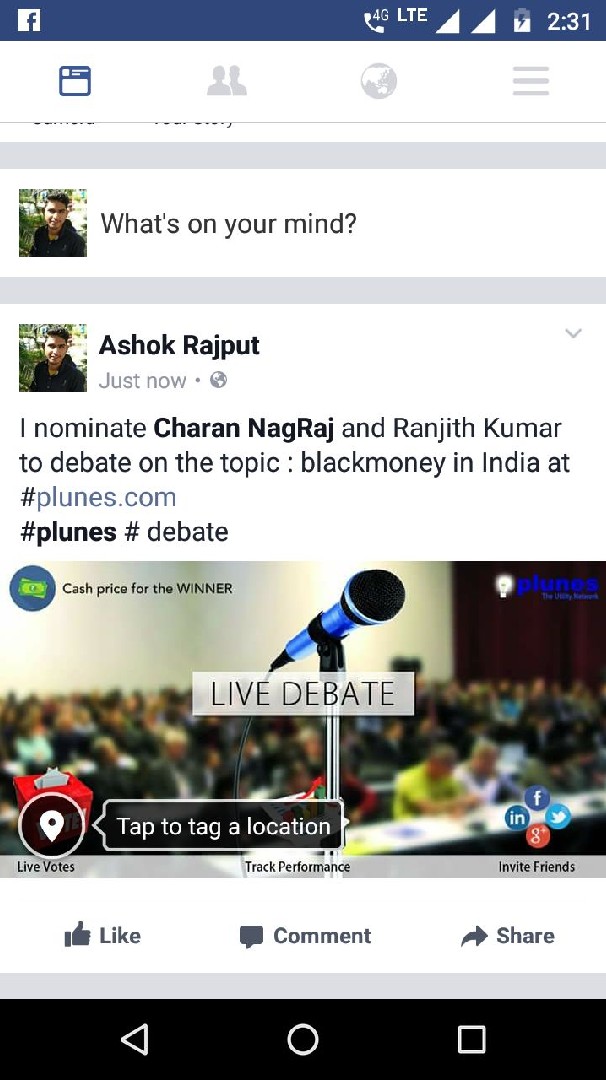 4G LTE 2:31
What's on your mind?
Ashok Rajput
Just now
I nominate Charan NagRaj and Ranjith Kumar
to debate on the topic : blackmoney in India at
#plunes.com
#plunes # debate
Cash price for the WINNER
plunes
The Utility Network
LIVE DEBATE
Tap to tag a location
f
in
g+
Live Votes Track Performance Invite Friends
Like Comment Share